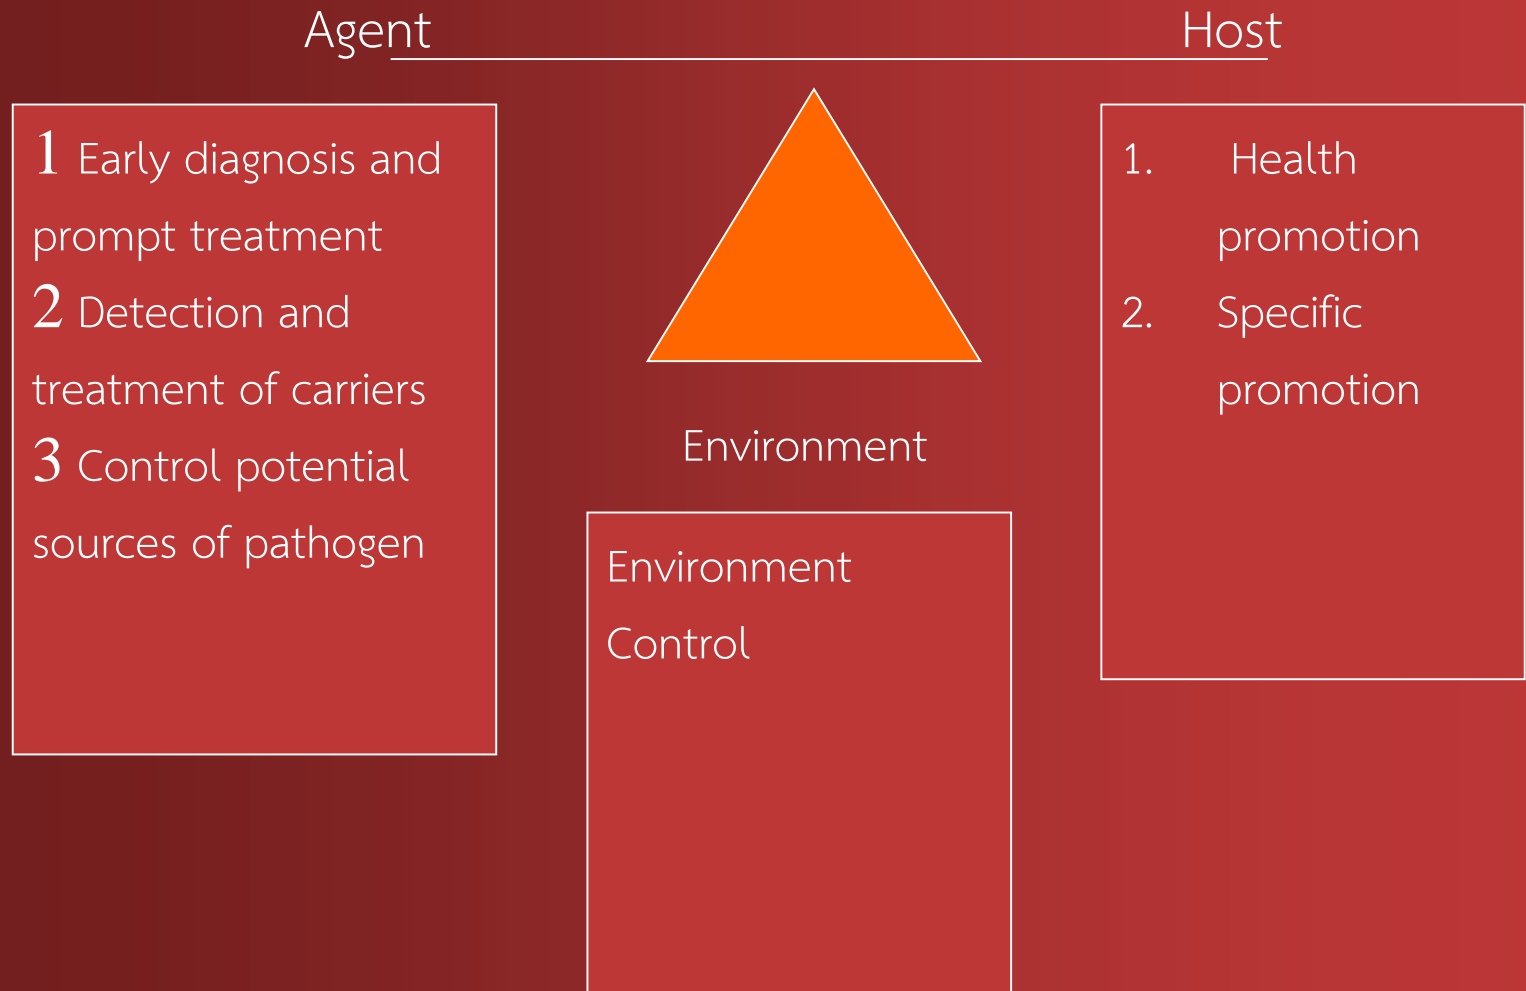 Agent
Host
1 Early diagnosis and
prompt treatment
2 Detection and
treatment of carriers
3 Control potential
sources of pathogen
Environment
Environment
Control
1. Health
promotion
2. Specific
promotion